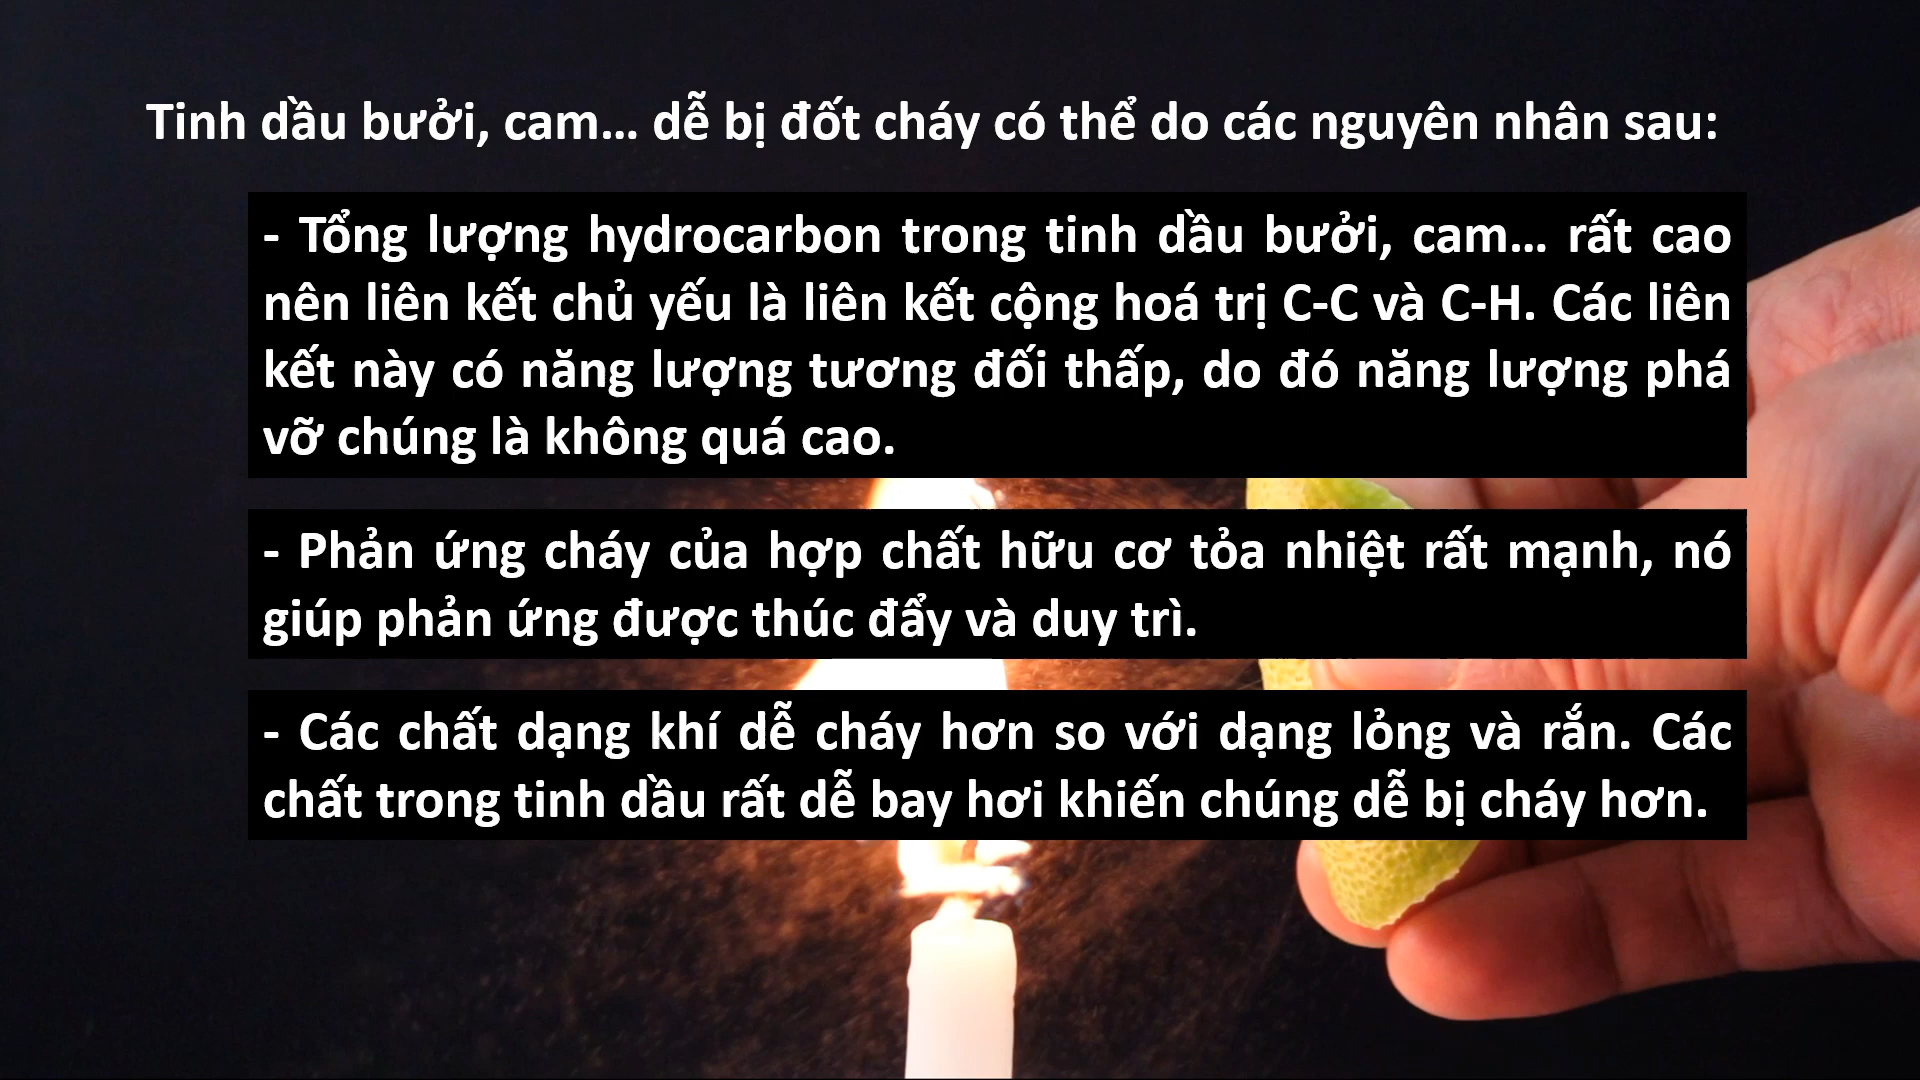 Tinh dầu bưởi, cam... dễ bị đốt cháy có thể do các nguyên nhân sau:
- Tổng lượng hydrocarbon trong tinh dầu bưởi, cam... rất cao
nên liên kết chủ yếu là liên kết cộng hoá trị C-C và C-H. Các liên
kết này có năng lượng tương đối thấp, do đó năng lượng phá
vỡ chúng là không quá cao.
- Phản ứng cháy của hợp chất hữu cơ tỏa nhiệt rất mạnh, nó
giúp phản ứng được thúc đẩy và duy trì.
- Các chất dạng khí dễ cháy hơn so với dạng lỏng và rắn. Các
chất trong tinh dầu rất dễ bay hơi khiến chúng dễ bị cháy hơn.